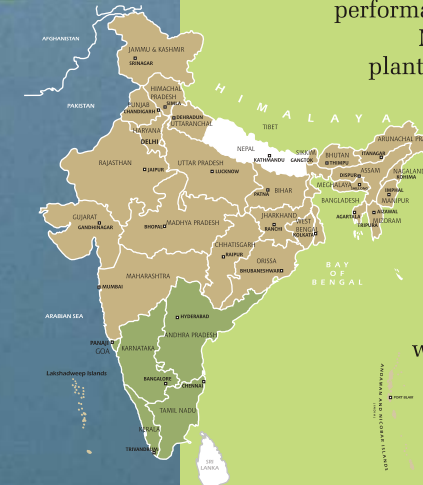 performa
M
plant
AFGHANISTAN
JAMMU & KASHMIR
SRINAGAR
HIMALAYA
HIMACHAL
PRADESH
SIMLA
PAKISTAN
PUNJAB
CHANDIGARH
DEHRADUN
UTTARANCHAL
TIBET
HARYANA
DELHI
NEPAL
KATHMANDU
SIKKIM
GANGTOK
BHUTAN
THIMPU
ITANAGAR
ARUNACHAL PR
RAJASTHAN
JAIPUR
UTTAR PRADESH
LUCKNOW
ASSAM
DISPUR
NAGALAN
KOHIMA
MEGHALAYA
IMPHAL
MANIPUR
PATNA
BIHAR
BANGLADESH
GUJARAT
GANDHINAGAR
BHOPAL
MADHYA PRADESH
JHARKHAND
RANCHI
WEST
BENGAL
KOLKATA
AGARTALA
TRIPURA
AIZAWAL
MIZORAM
CHHATISGARH
RAIPUR
ORISSA
BHUBANESHWAR
BAY
OF
BENGAL
MAHARASHTRA
MUMBAI
ARABIAN SEA
HYDERABAD
ANDHRA PRADESH
PANAJI
GOA
KARNATAKA
W
Lakshadweep Islands
BANGALORE
CHENNAI
ANDAMAN AND NICOBAR ISLANDS
PORT BLAIR
TAMIL NADU
KERALA
TRIVANDRUM
SRI
LANKA